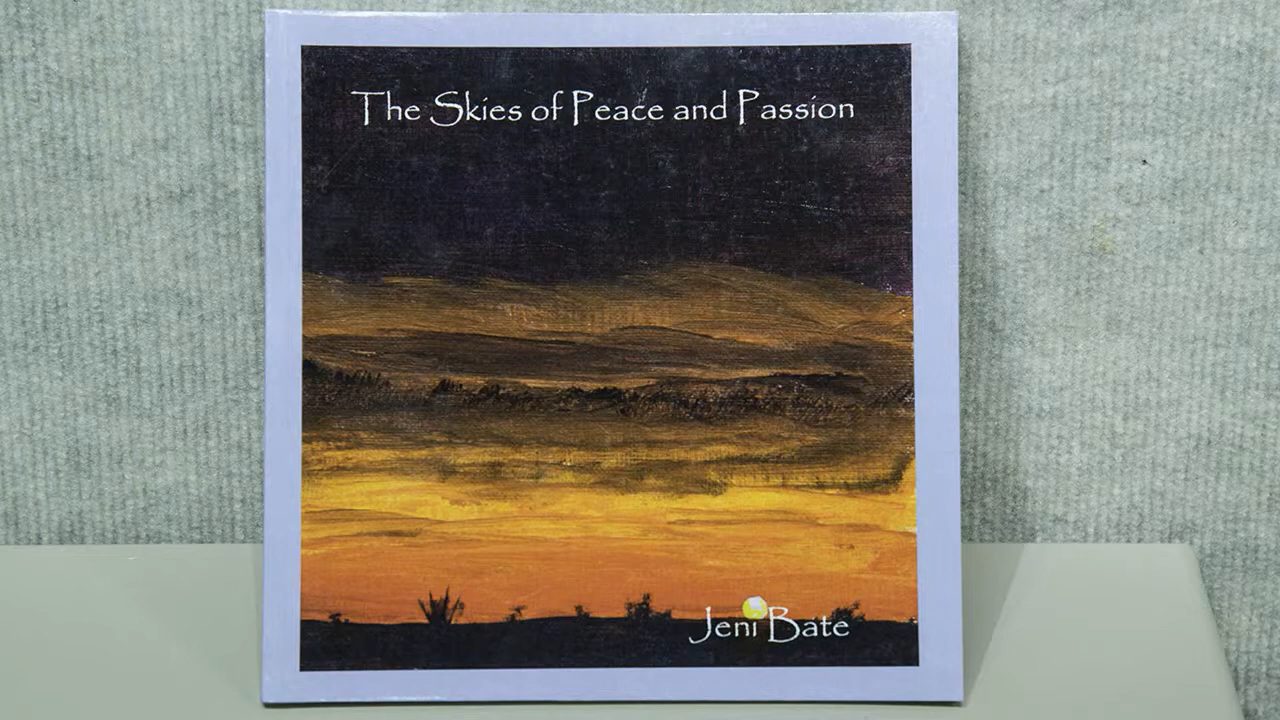 The Skies of Peace and Passion
Jeni Bate